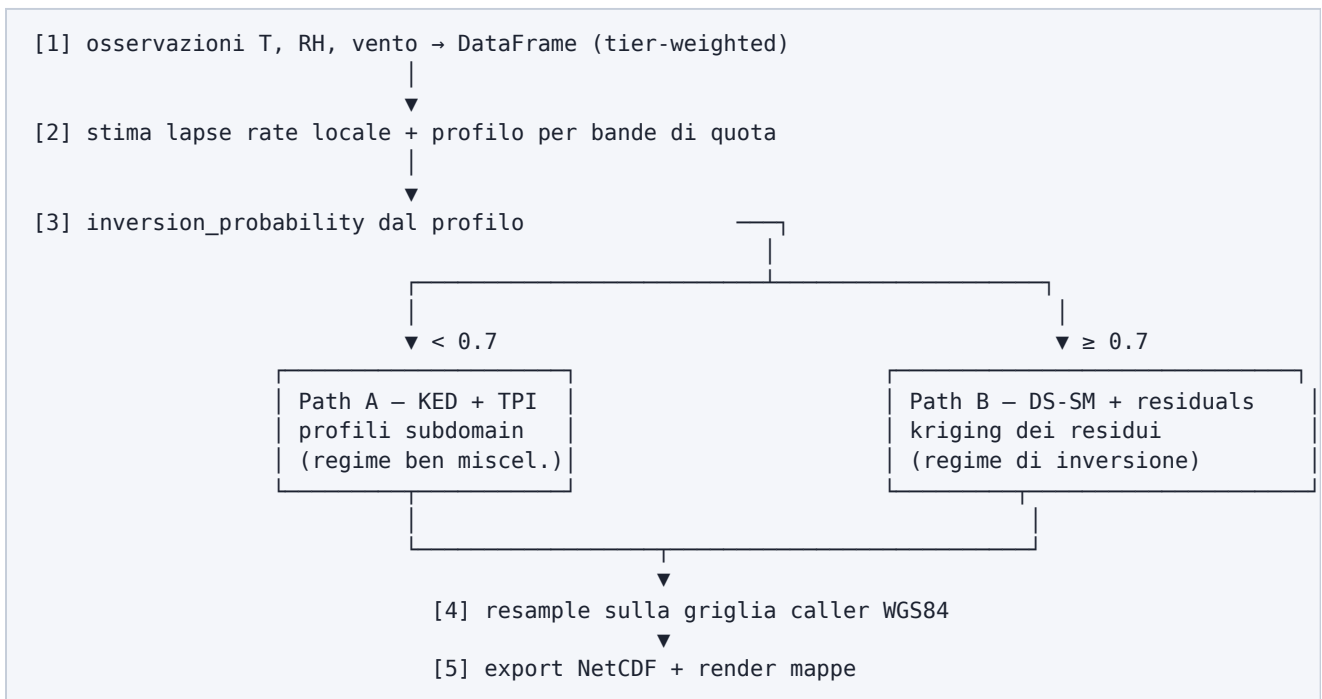 [1] osservazioni T, RH, vento → DataFrame (tier-weighted)
[2] stima lapse rate locale + profilo per bande di quota
[3] inversion_probability dal profilo
▼ < 0.7
▼ ≥ 0.7
Path A — KED + TPI
profili subdomain
(regime ben miscel.)
Path B — DS-SM + residuals
kriging dei residui
(regime di inversione)
[4] resample sulla griglia caller WGS84
[5] export NetCDF + render mappe